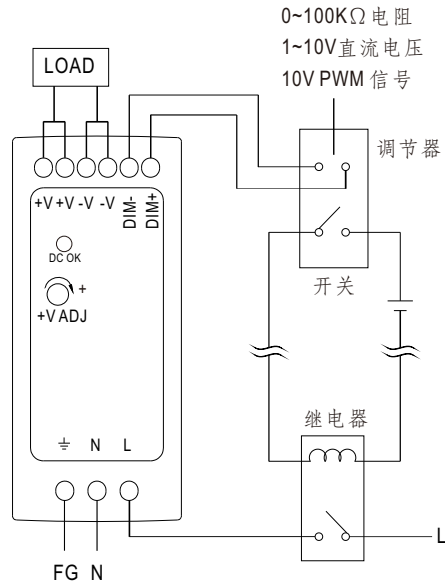 0~100KΩ电阻
1~10V直流电压
10V PWM 信号
LOAD
调节器
+V +V -V -V DIM- DIM+
DC OK
+
+V ADJ
开关
继电器
⏚ N L
L
FG N